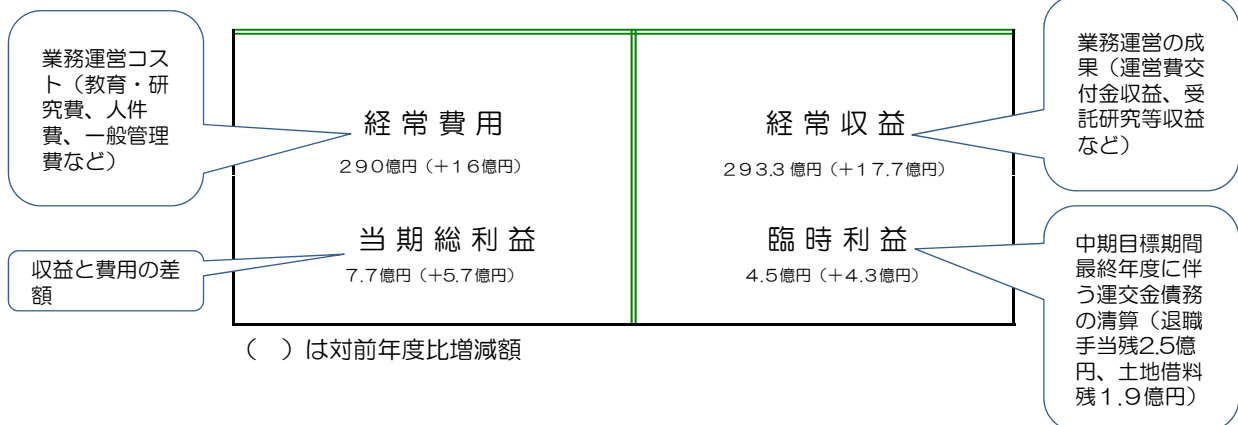 業務運営コス
ト（教育・研
究費、人件
費、一般管理
費など）
経常費用
290億円（＋16億円）
経常収益
293.3億円（＋17.7億円）
業務運営の成
果（運営費交
付金収益、受
託研究等収益
など）
収益と費用の差
額
当期総利益
7.7億円（＋5.7億円）
臨時利益
4.5億円（＋4.3億円）
中期目標期間
最終年度に伴
う運交金債務
の清算（退職
手当残2.5億
円、土地借料
残1.9億円）
（　）は対前年度比増減額